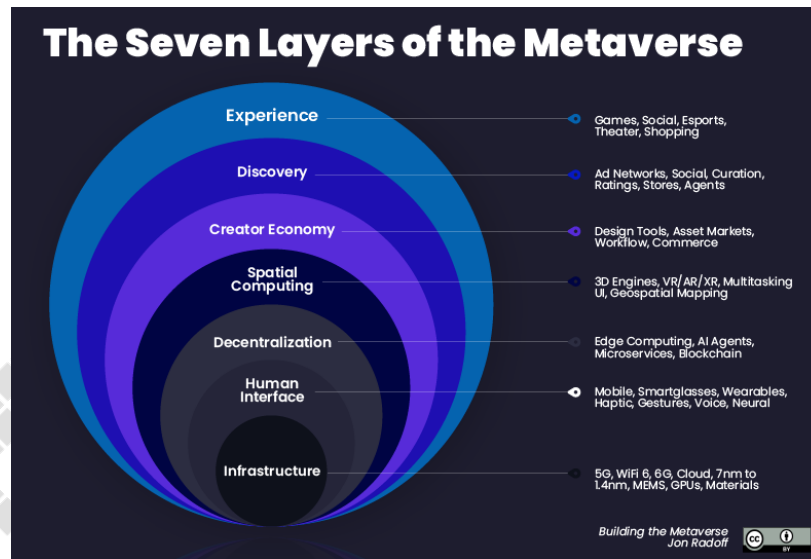 The Seven Layers of the Metaverse
Experience
Games, Social, Esports,
Theater, Shopping
Discovery
Ad Networks, Social, Curation,
Ratings, Stores, Agents
Creator Economy
Design Tools, Asset Markets,
Workflow, Commerce
Spatial
Computing
3D Engines, VR/AR/XR, Multitasking
UI, Geospatial Mapping
Decentralization
Edge Computing, AI Agents,
Microservices, Blockchain
Human
Interface
Mobile, Smartglasses, Wearables,
Haptic, Gestures, Voice, Neural
Infrastructure
5G, WiFi 6, 6G, Cloud, 7nm to
1.4nm, MEMS, GPUs, Materials
Building the Metaverse
Jon Radoff
cc
BY